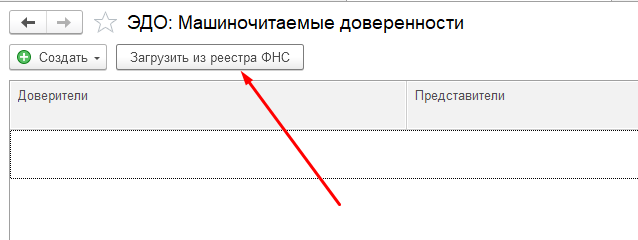 ЭДО: Машиночитаемые доверенности
Создать Загрузить из реестра ФНС
Доверители Представители